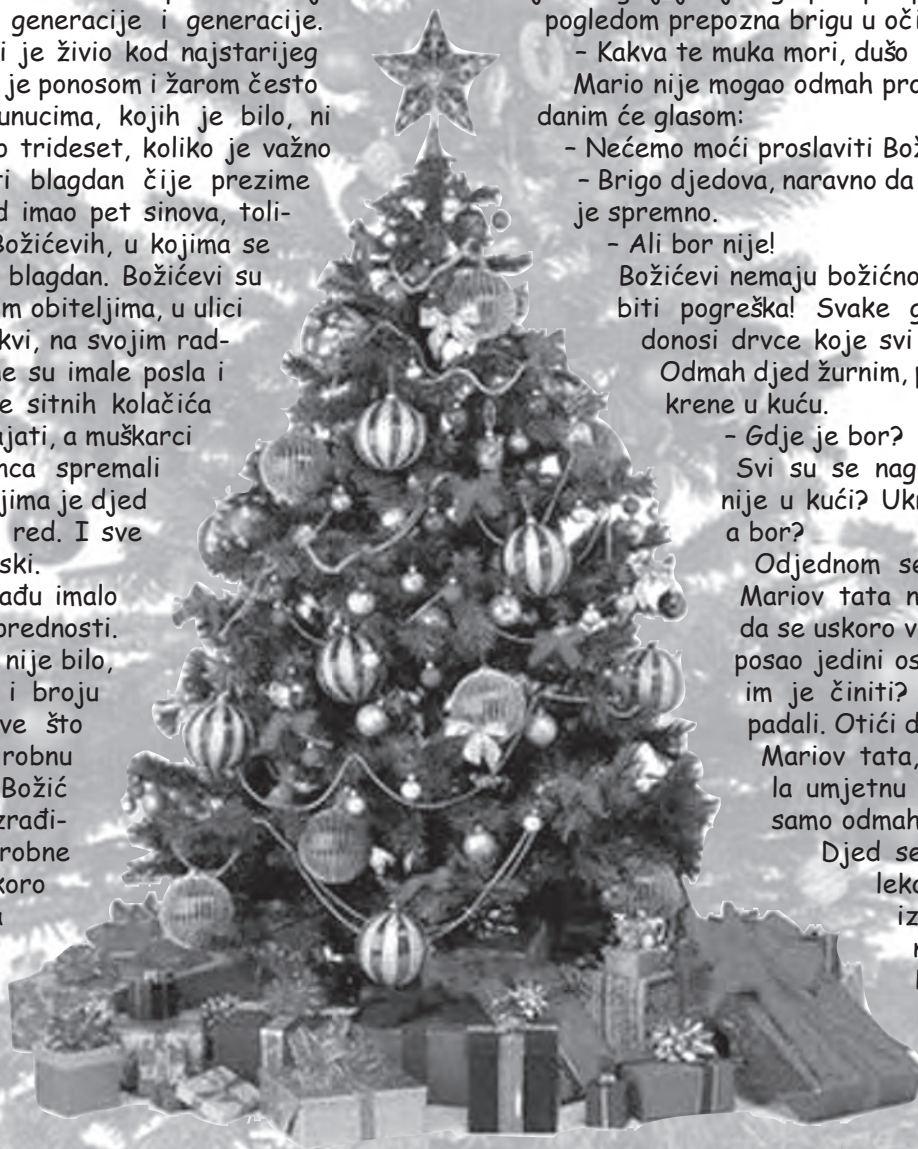 generacije i generacije.
i je živio kod najstarijeg
je ponosom i žarom često
unucima, kojih je bilo, ni
o trideset, koliko je važno
ti blagdan čije prezime
d imao pet sinova, toli-
Božićevih, u kojima se
blagdan. Božićevi su
m obiteljima, u ulici
kvi, na svojim rad-
ne su imale posla i
e sitnih kolačića
ajati, a muškarci
nca spremali
jima je djed
red. I sve
ski.
ađu imalo
prednosti.
nije bilo,
i broju
ve što
robnu
Božić
zrađi-
robne
koro
pogledom prepozna brigu u oči
– Kakva te muka mori, dušo
Mario nije mogao odmah pro
danim će glasom:
– Nećemo moći proslaviti Bož
– Brigo djedova, naravno da
je spremno.
– Ali bor nije!
Božićevi nemaju božićno
biti pogreška! Svake g
donosi drvce koje svi
Odmah djed žurnim, p
krene u kuću.
– Gdje je bor?
Svi su se nag
nije u kući? Ukr
a bor?
Odjednom se
Mariov tata n
da se uskoro v
posao jedini os
im je činiti?
padali. Otići d
Mariov tata,
la umjetnu
samo odmah
Djed se
leka
iz